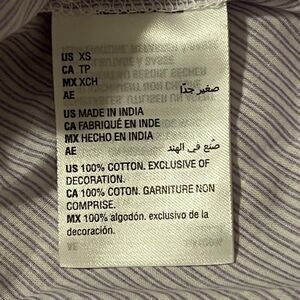 US XS
CA TP
MX XCH
AE صغير جدًا
US MADE IN INDIA
CA FABRIQUÉ EN INDE
MX HECHO EN INDIA
AE صنع في الهند
US 100% COTTON. EXCLUSIVE OF
DECORATION.
CA 100% COTON. GARNITURE NON
COMPRISE.
MX 100% algodón. exclusivo de la
decoración.